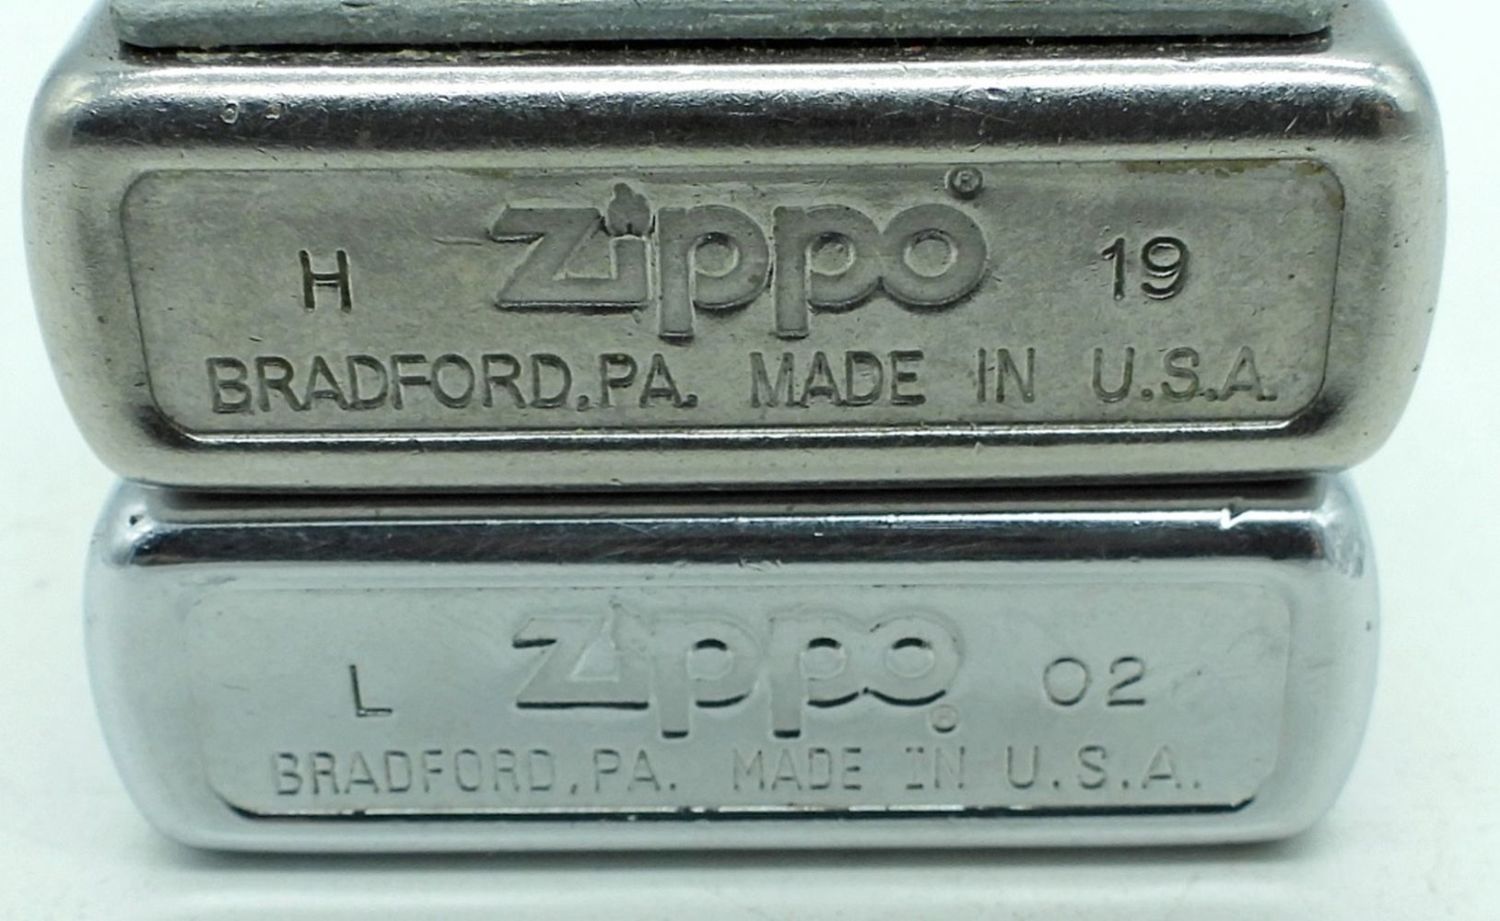 H zippo® 19
BRADFORD,PA. MADE IN U.S.A.
L zippo® 02
BRADFORD,PA. MADE IN U.S.A.